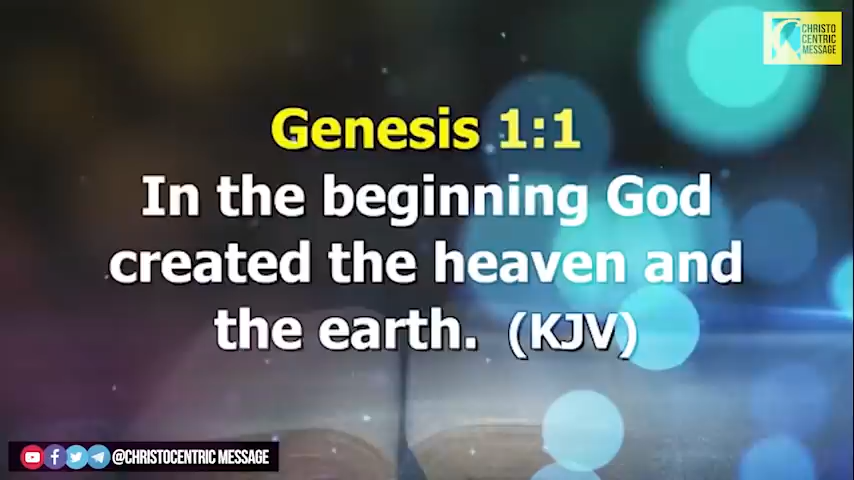 CHRISTO
CENTRIC
MESSAGE
Genesis 1:1
In the beginning God
created the heaven and
the earth. (KJV)
@CHRISTOCENTRIC MESSAGE